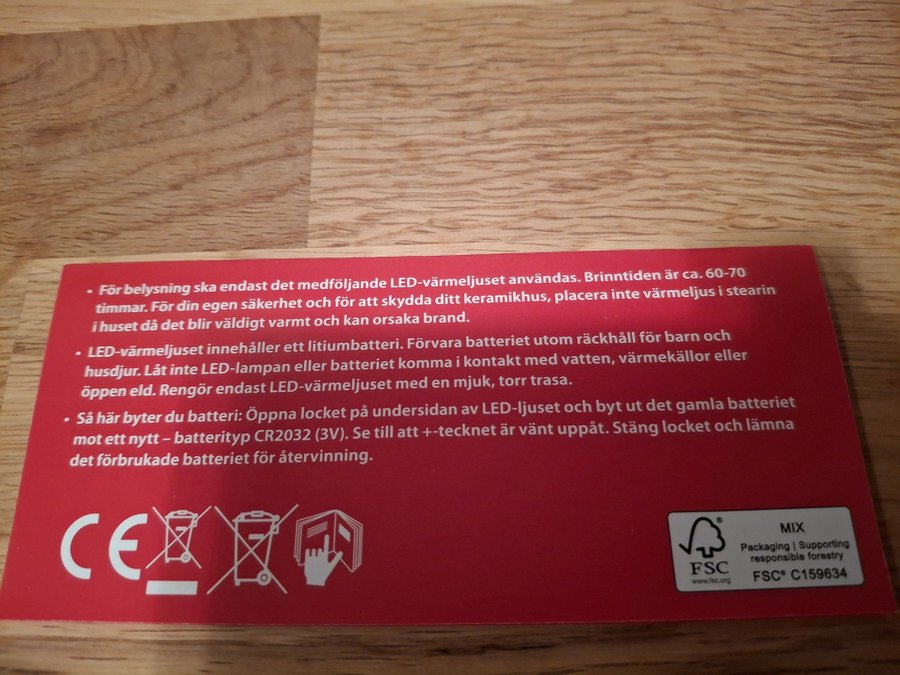 • För belysning ska endast det medföljande LED-värmeljuset användas. Brinntiden är ca. 60-70
timmar. För din egen säkerhet och för att skydda ditt keramikhus, placera inte värmeljus i stearin
i huset då det blir väldigt varmt och kan orsaka brand.
• LED-värmeljuset innehåller ett litiumbatteri. Förvara batteriet utom räckhåll för barn och
husdjur. Låt inte LED-lampan eller batteriet komma i kontakt med vatten, värmekällor eller
öppen eld. Rengör endast LED-värmeljuset med en mjuk, torr trasa.
• Så här byter du batteri: Öppna locket på undersidan av LED-ljuset och byt ut det gamla batteriet
mot ett nytt – batterityp CR2032 (3V). Se till att +-tecknet är vänt uppåt. Stäng locket och lämna
det förbrukade batteriet för återvinning.
CE
®
FSC
www.fsc.org
MIX
Packaging | Supporting
responsible forestry
FSC® C159634